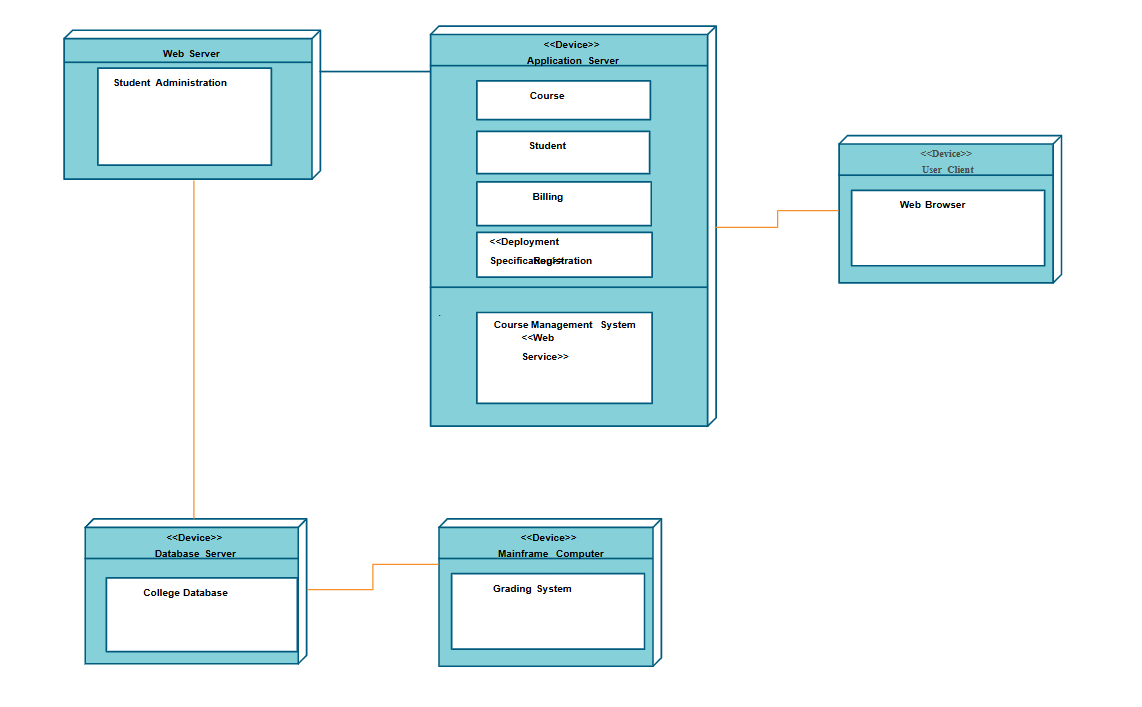 Web Server
Student Administration
<<Device>>
Application Server
Course
Student
Billing
<<Deployment
Specification>>
Registration
Course Management System
<<Web
Service>>
<<Device>>
User Client
Web Browser
<<Device>>
Database Server
College Database
<<Device>>
Mainframe Computer
Grading System